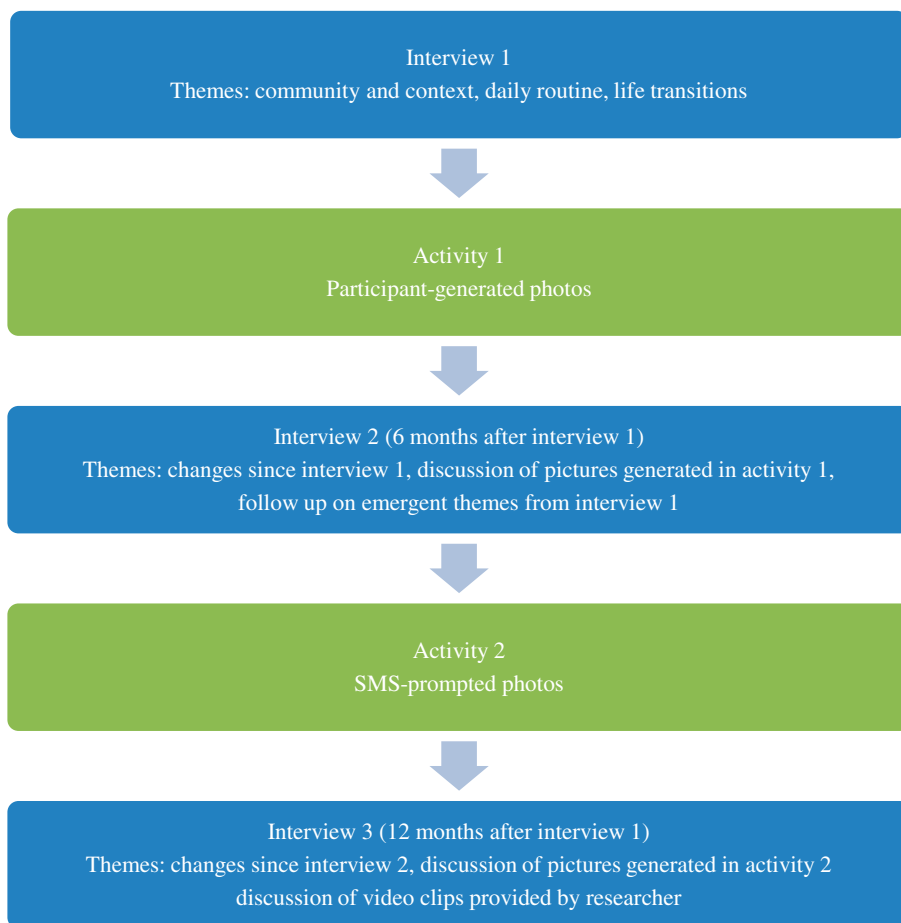 Interview 1
Themes: community and context, daily routine, life transitions
Activity 1
Participant-generated photos
Interview 2 (6 months after interview 1)
Themes: changes since interview 1, discussion of pictures generated in activity 1,
follow up on emergent themes from interview 1
Activity 2
SMS-prompted photos
Interview 3 (12 months after interview 1)
Themes: changes since interview 2, discussion of pictures generated in activity 2
discussion of video clips provided by researcher